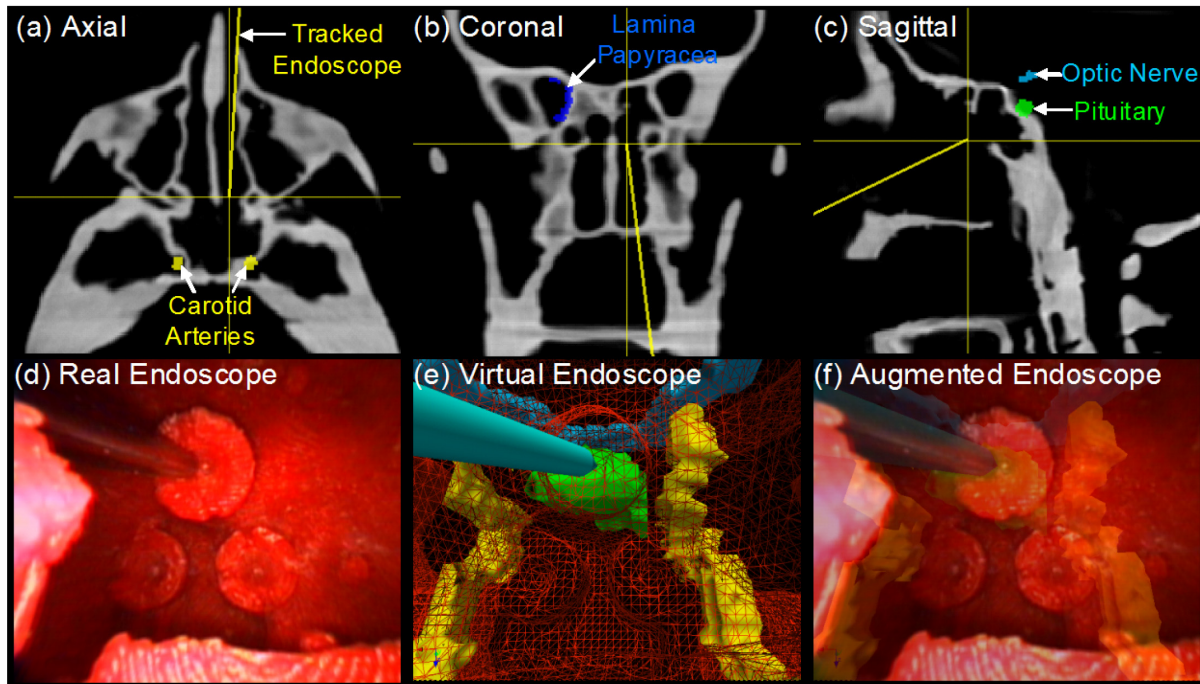 (a) Axial
Tracked
Endoscope
Carotid
Arteries
(b) Coronal
Lamina
Papyracea
(c) Sagittal
Optic Nerve
Pituitary
(d) Real Endoscope
(e) Virtual Endoscope
(f) Augmented Endoscope